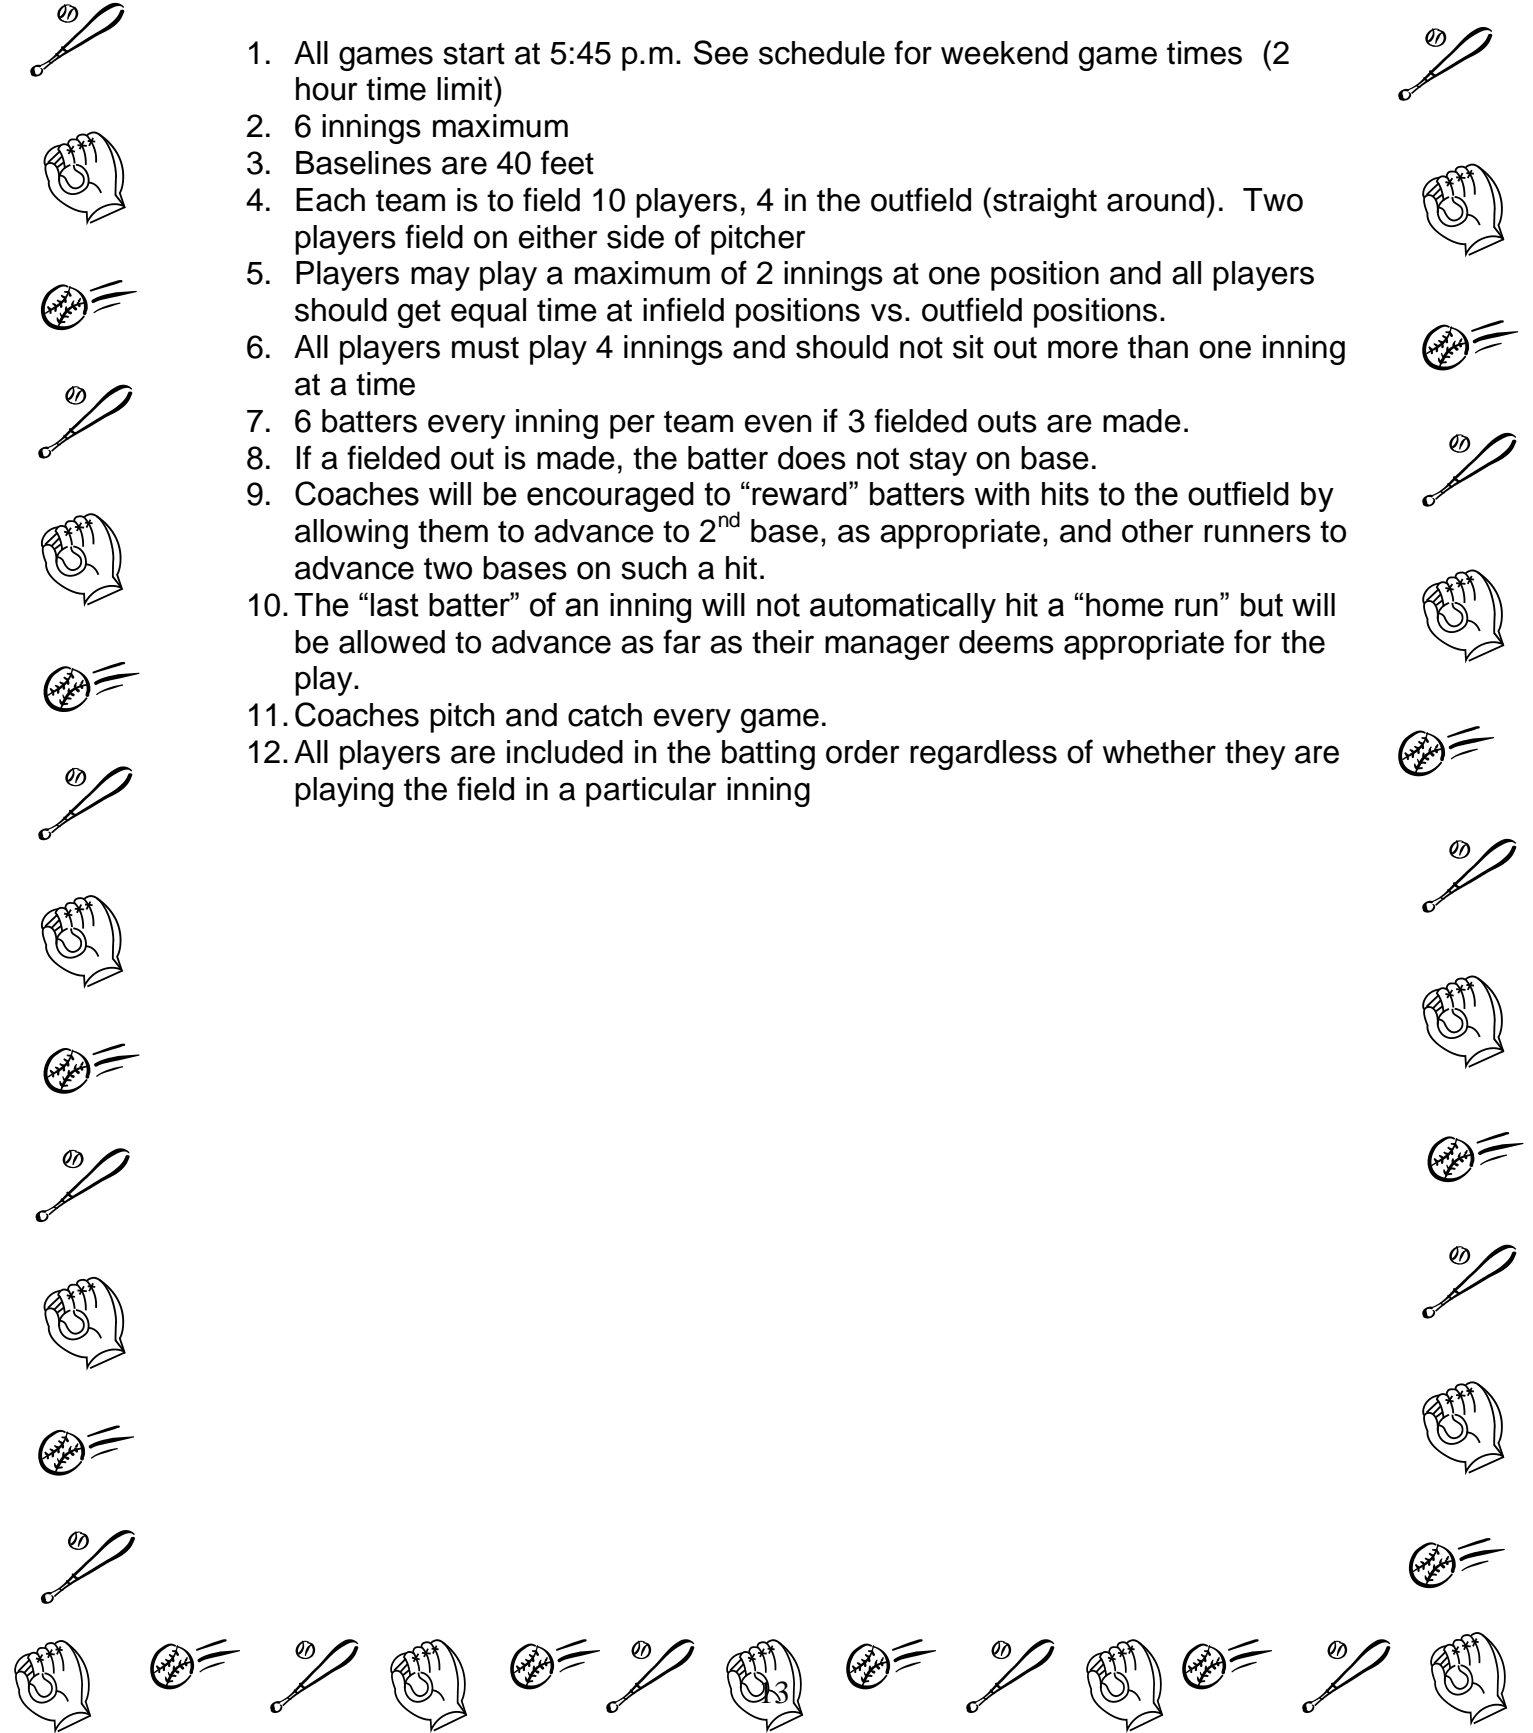 1. All games start at 5:45 p.m. See schedule for weekend game times  (2
hour time limit)
2. 6 innings maximum
3. Baselines are 40 feet
4. Each team is to field 10 players, 4 in the outfield (straight around).  Two
players field on either side of pitcher
5. Players may play a maximum of 2 innings at one position and all players
should get equal time at infield positions vs. outfield positions.
6. All players must play 4 innings and should not sit out more than one inning
at a time
7. 6 batters every inning per team even if 3 fielded outs are made.
8. If a fielded out is made, the batter does not stay on base.
9. Coaches will be encouraged to “reward” batters with hits to the outfield by
allowing them to advance to 2nd base, as appropriate, and other runners to
advance two bases on such a hit.
10. The “last batter” of an inning will not automatically hit a “home run” but will
be allowed to advance as far as their manager deems appropriate for the
play.
11. Coaches pitch and catch every game.
12. All players are included in the batting order regardless of whether they are
playing the field in a particular inning
13